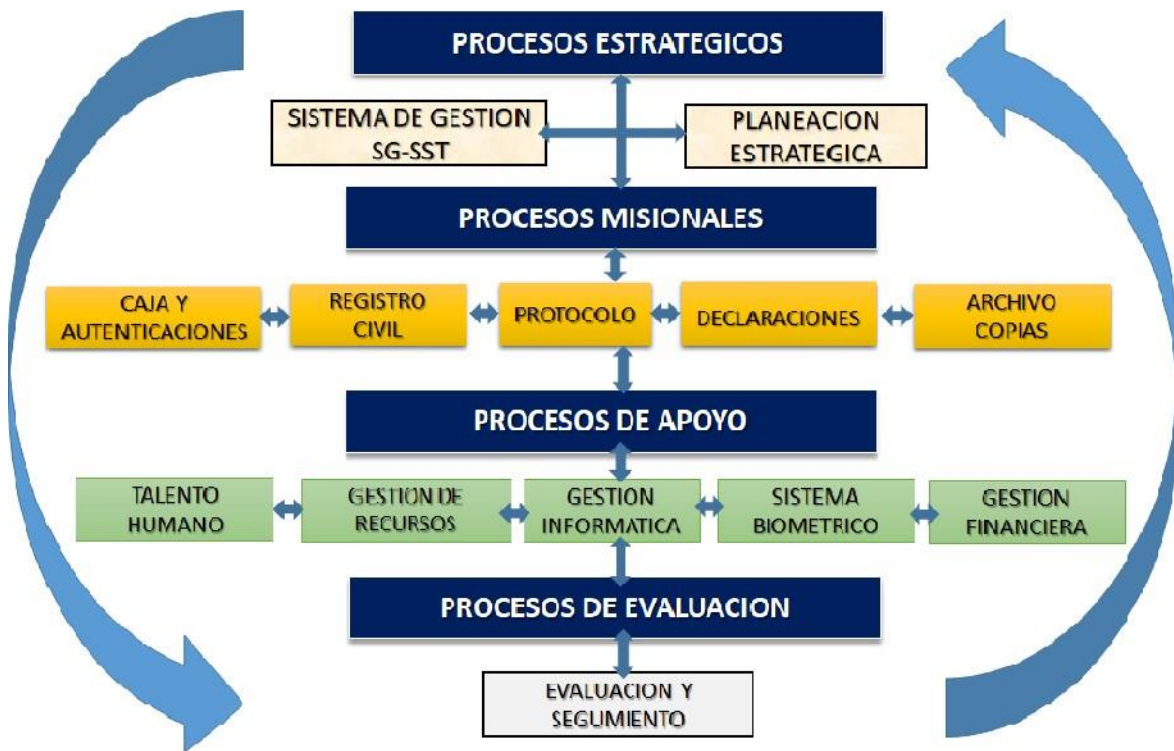 PROCESOS ESTRATEGICOS
SISTEMA DE GESTION
SG-SST
PLANEACION
ESTRATEGICA
PROCESOS MISIONALES
CAJA Y
AUTENTICACIONES
REGISTRO
CIVIL
PROTOCOLO
DECLARACIONES
ARCHIVO
COPIAS
PROCESOS DE APOYO
TALENTO
HUMANO
GESTION DE
RECURSOS
GESTION
INFORMATICA
SISTEMA
BIOMETRICO
GESTION
FINANCIERA
PROCESOS DE EVALUACION
EVALUACION Y
SEGUMIENTO